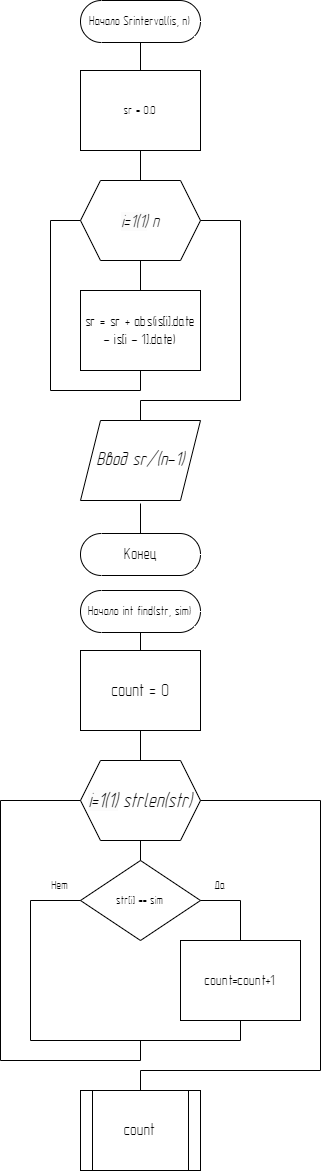 Начало Srinterval(is, n)
sr = 0.0
i=1(1) n
sr = sr + abs(is[i].date
- is[i - 1].date)
Ввод sr/(n-1)
Конец
Начало int find(str, sim)
count = 0
i=1(1) strlen(str)
Нет
Да
str[i] == sim
count=count+1
count